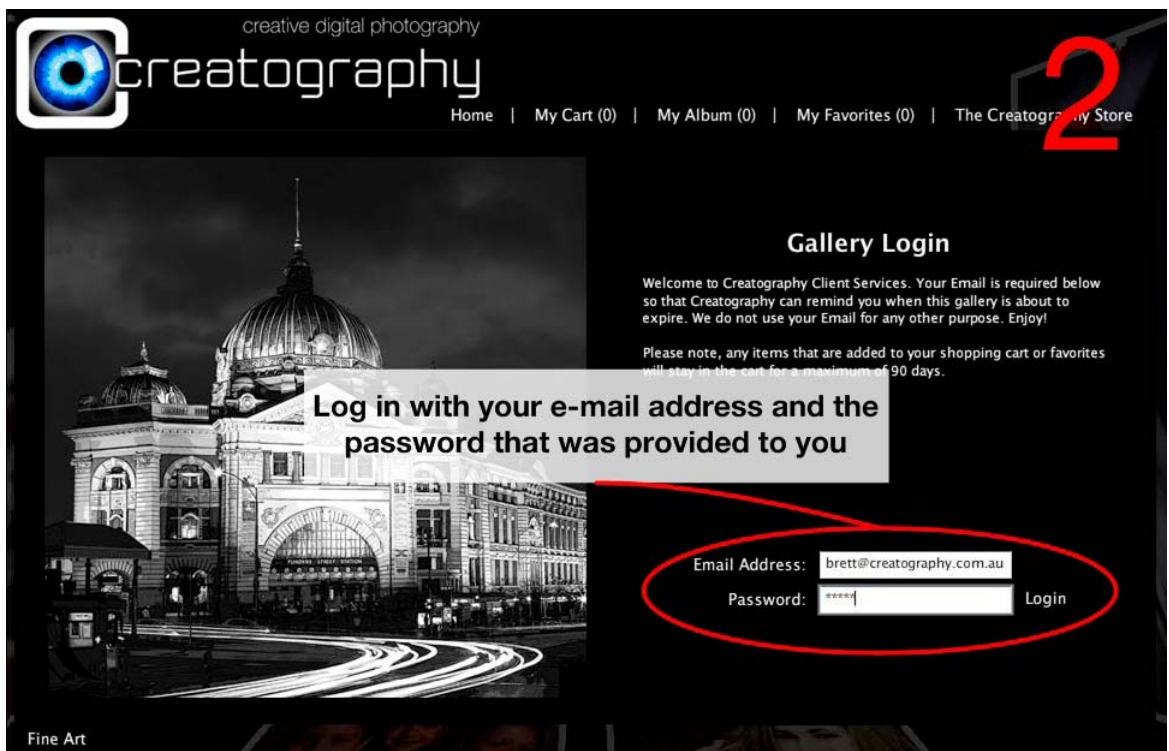 creative digital photography
creatography
2
Home | My Cart (0) | My Album (0) | My Favorites (0) | The Creatography Store
Gallery Login
Welcome to Creatography Client Services. Your Email is required below
so that Creatography can remind you when this gallery is about to
expire. We do not use your Email for any other purpose. Enjoy!
Please note, any items that are added to your shopping cart or favorites
will stay in the cart for a maximum of 90 days.
Log in with your e-mail address and the
password that was provided to you
FLINDERS STREET STATION
Email Address: brett@creatography.com.au
Password: ***** Login
Fine Art